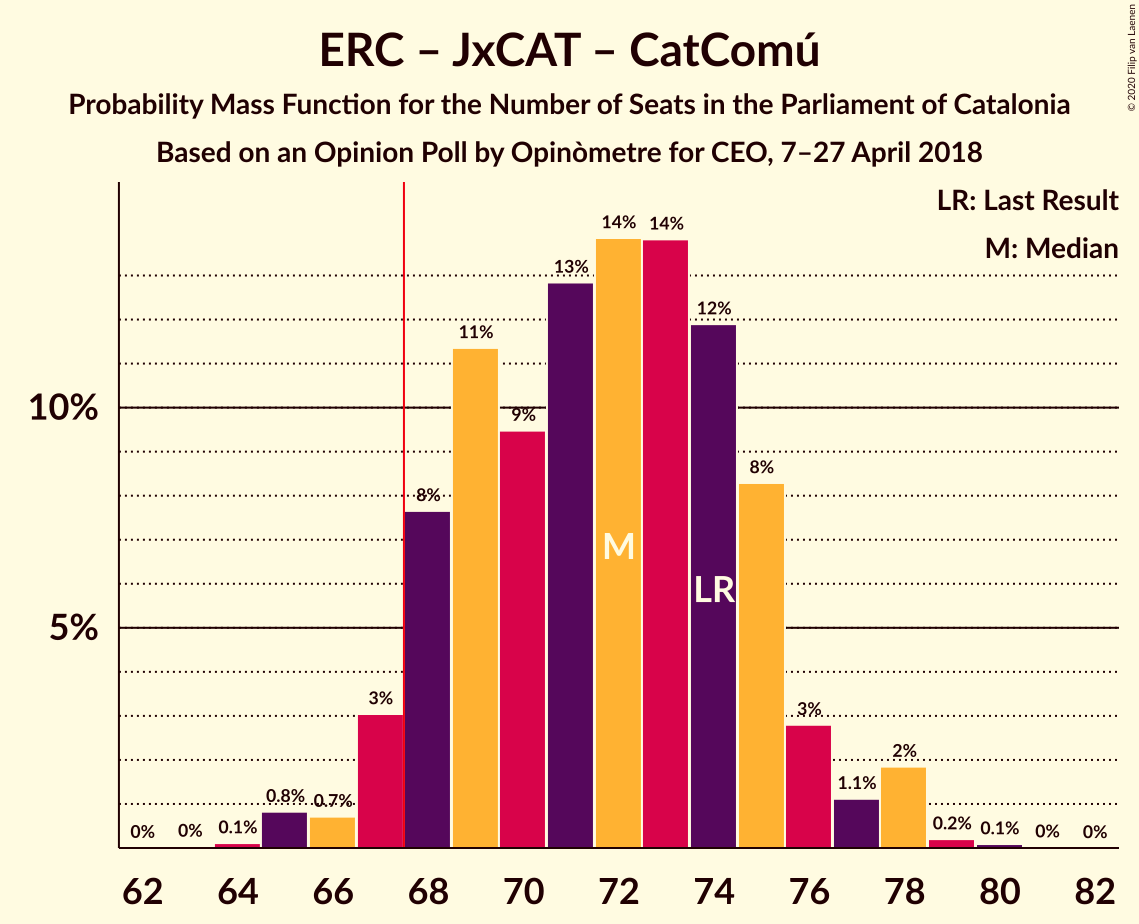 ERC – JxCAT – CatComú
Probability Mass Function for the Number of Seats in the Parliament of Catalonia
Based on an Opinion Poll by Opinòmetre for CEO, 7–27 April 2018
© 2020 Filip van Laenen
LR: Last Result
M: Median
10%
5%
0%
0%
0.1%
0.8%
0.7%
3%
8%
11%
9%
13%
14%
14%
12%
8%
3%
1.1%
2%
0.2%
0.1%
0%
0%
M
LR
62 64 66 68 70 72 74 76 78 80 82